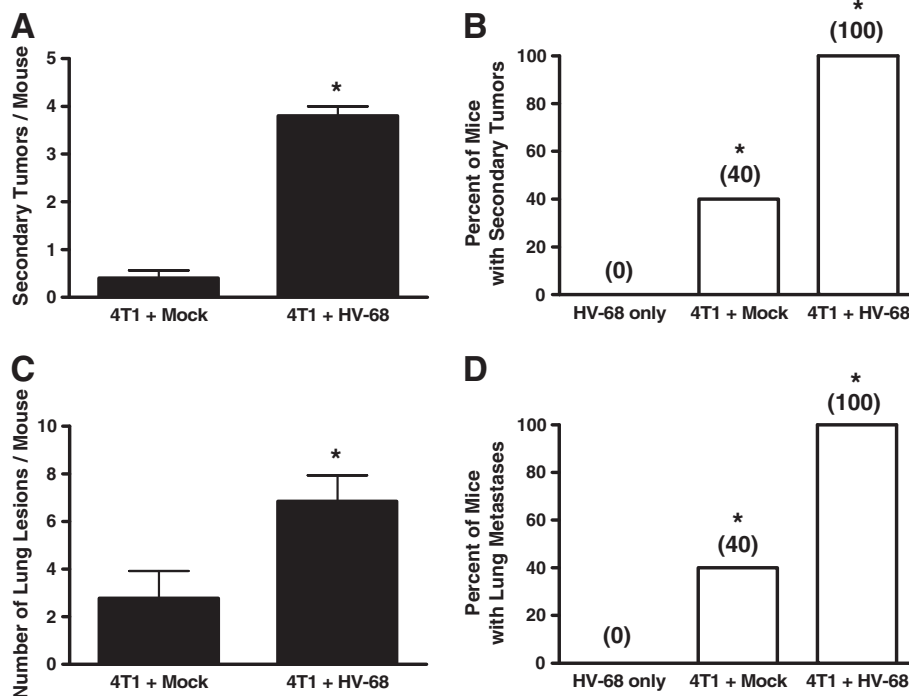 A
Secondary Tumors / Mouse
5
4
3
2
1
0
*
4T1 + Mock
4T1 + HV-68
B
Percent of Mice
with Secondary Tumors
100
80
60
40
20
0
(0)
*
(40)
*
(100)
HV-68 only
4T1 + Mock
4T1 + HV-68
C
Number of Lung Lesions / Mouse
10
8
6
4
2
0
*
4T1 + Mock
4T1 + HV-68
D
Percent of Mice
with Lung Metastases
100
80
60
40
20
0
(0)
*
(40)
*
(100)
HV-68 only
4T1 + Mock
4T1 + HV-68